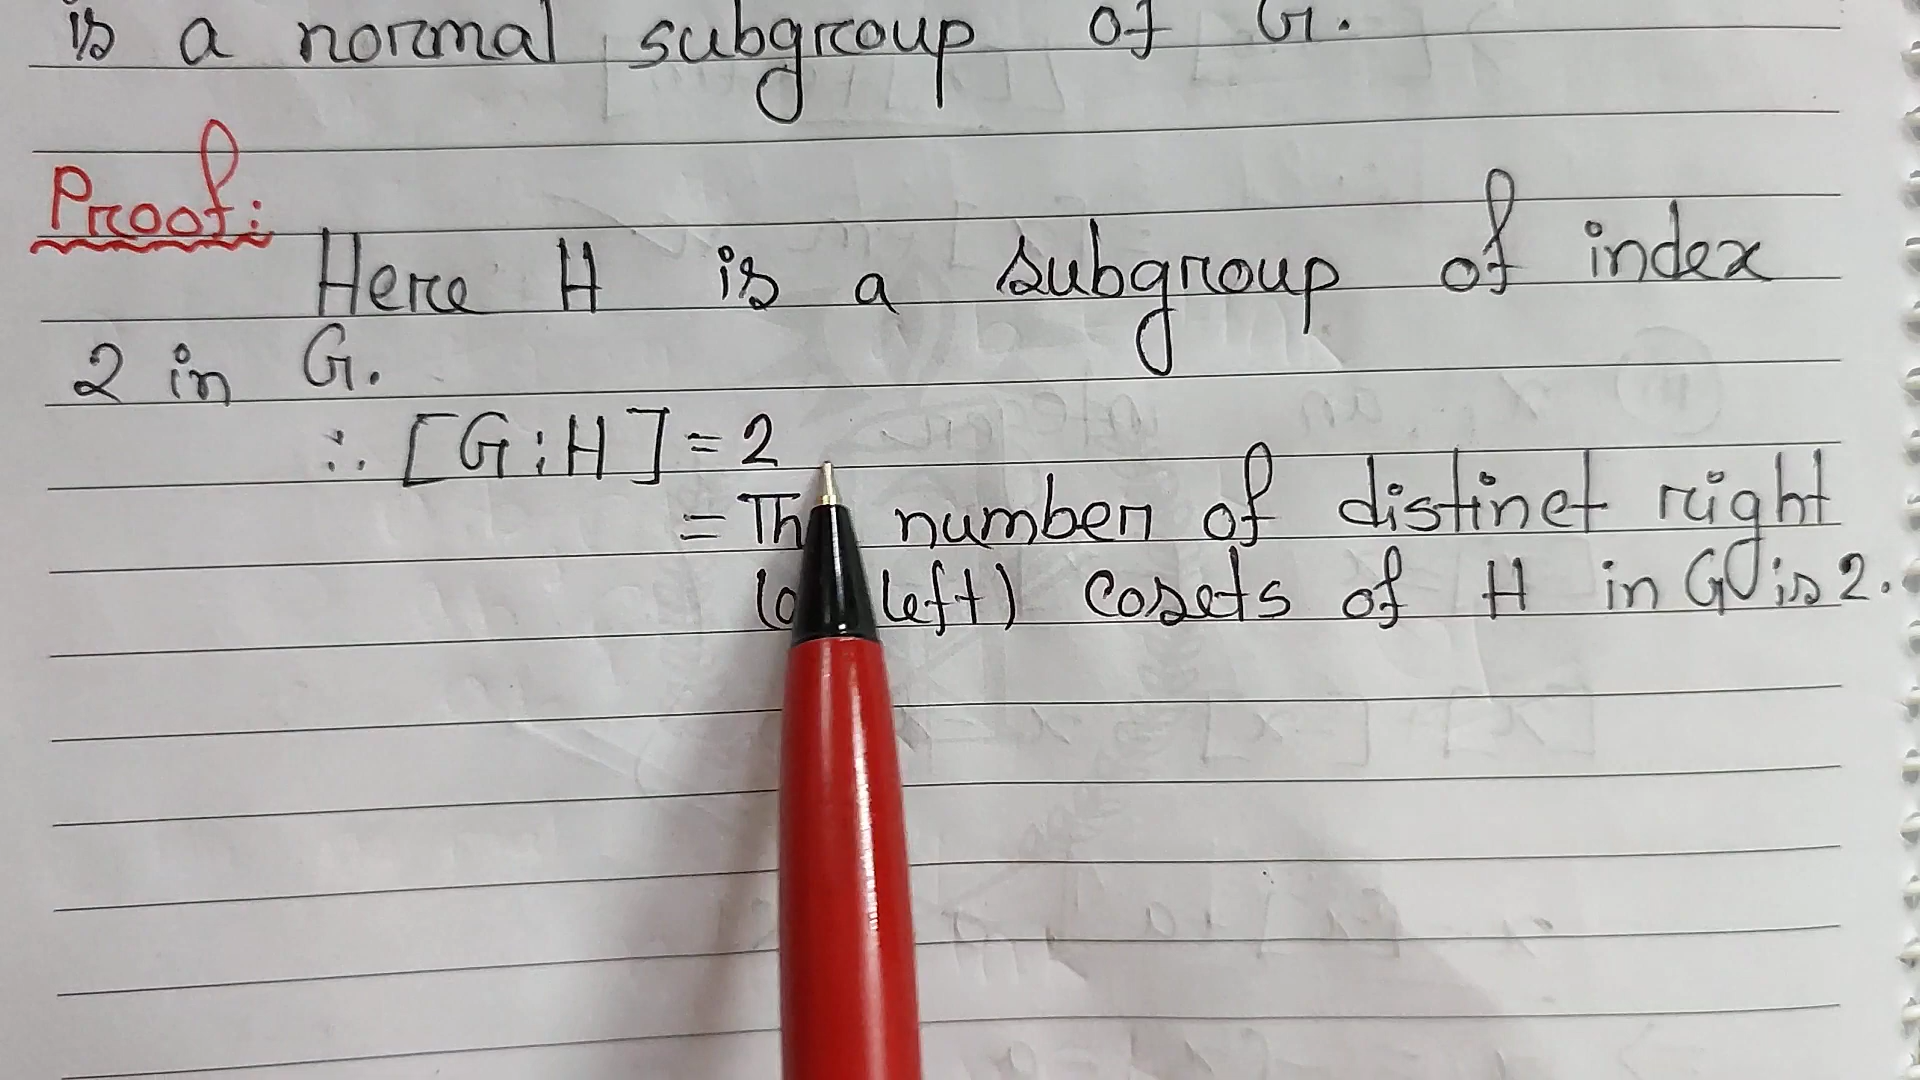 is a normal subgroup of G.
Proof:
Here H is a subgroup of index
2 in G.
∴ [G:H] = 2
= Th number of distinct right
(o left) cosets of H in G is 2.